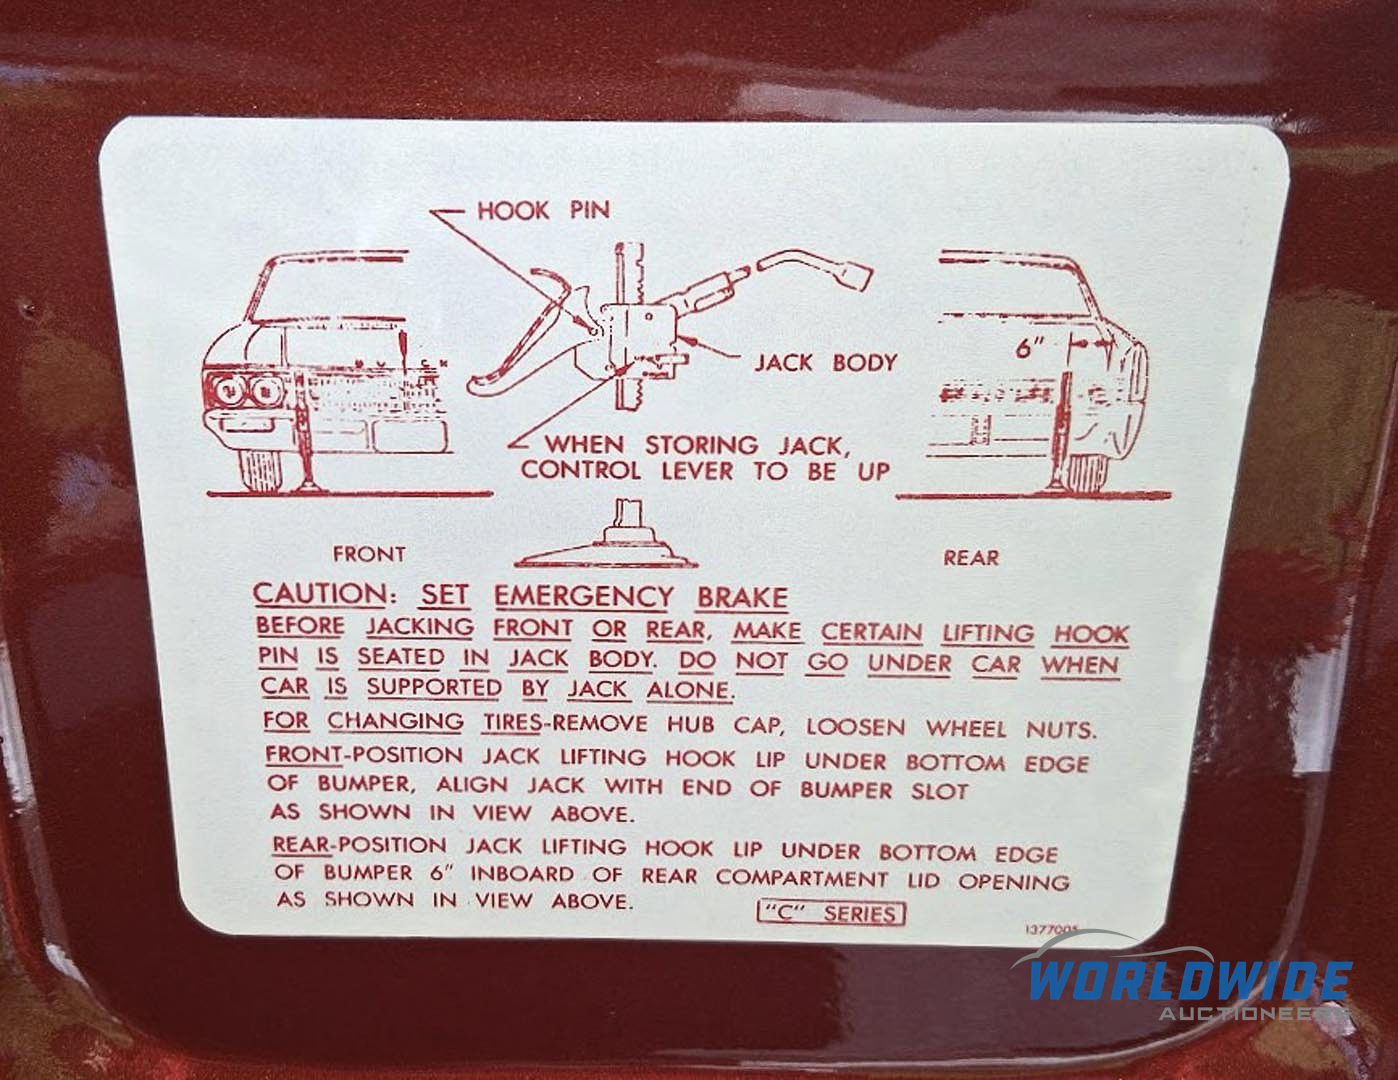 HOOK PIN
6"
JACK BODY
WHEN STORING JACK,
CONTROL LEVER TO BE UP
FRONT
REAR
CAUTION: SET EMERGENCY BRAKE
BEFORE JACKING FRONT OR REAR, MAKE CERTAIN LIFTING HOOK
PIN IS SEATED IN JACK BODY. DO NOT GO UNDER CAR WHEN
CAR IS SUPPORTED BY JACK ALONE.
FOR CHANGING TIRES-REMOVE HUB CAP, LOOSEN WHEEL NUTS.
FRONT-POSITION JACK LIFTING HOOK LIP UNDER BOTTOM EDGE
OF BUMPER, ALIGN JACK WITH END OF BUMPER SLOT
AS SHOWN IN VIEW ABOVE.
REAR-POSITION JACK LIFTING HOOK LIP UNDER BOTTOM EDGE
OF BUMPER 6" INBOARD OF REAR COMPARTMENT LID OPENING
AS SHOWN IN VIEW ABOVE.
"C" SERIES
WORLDWIDE
AUCTIONEERS